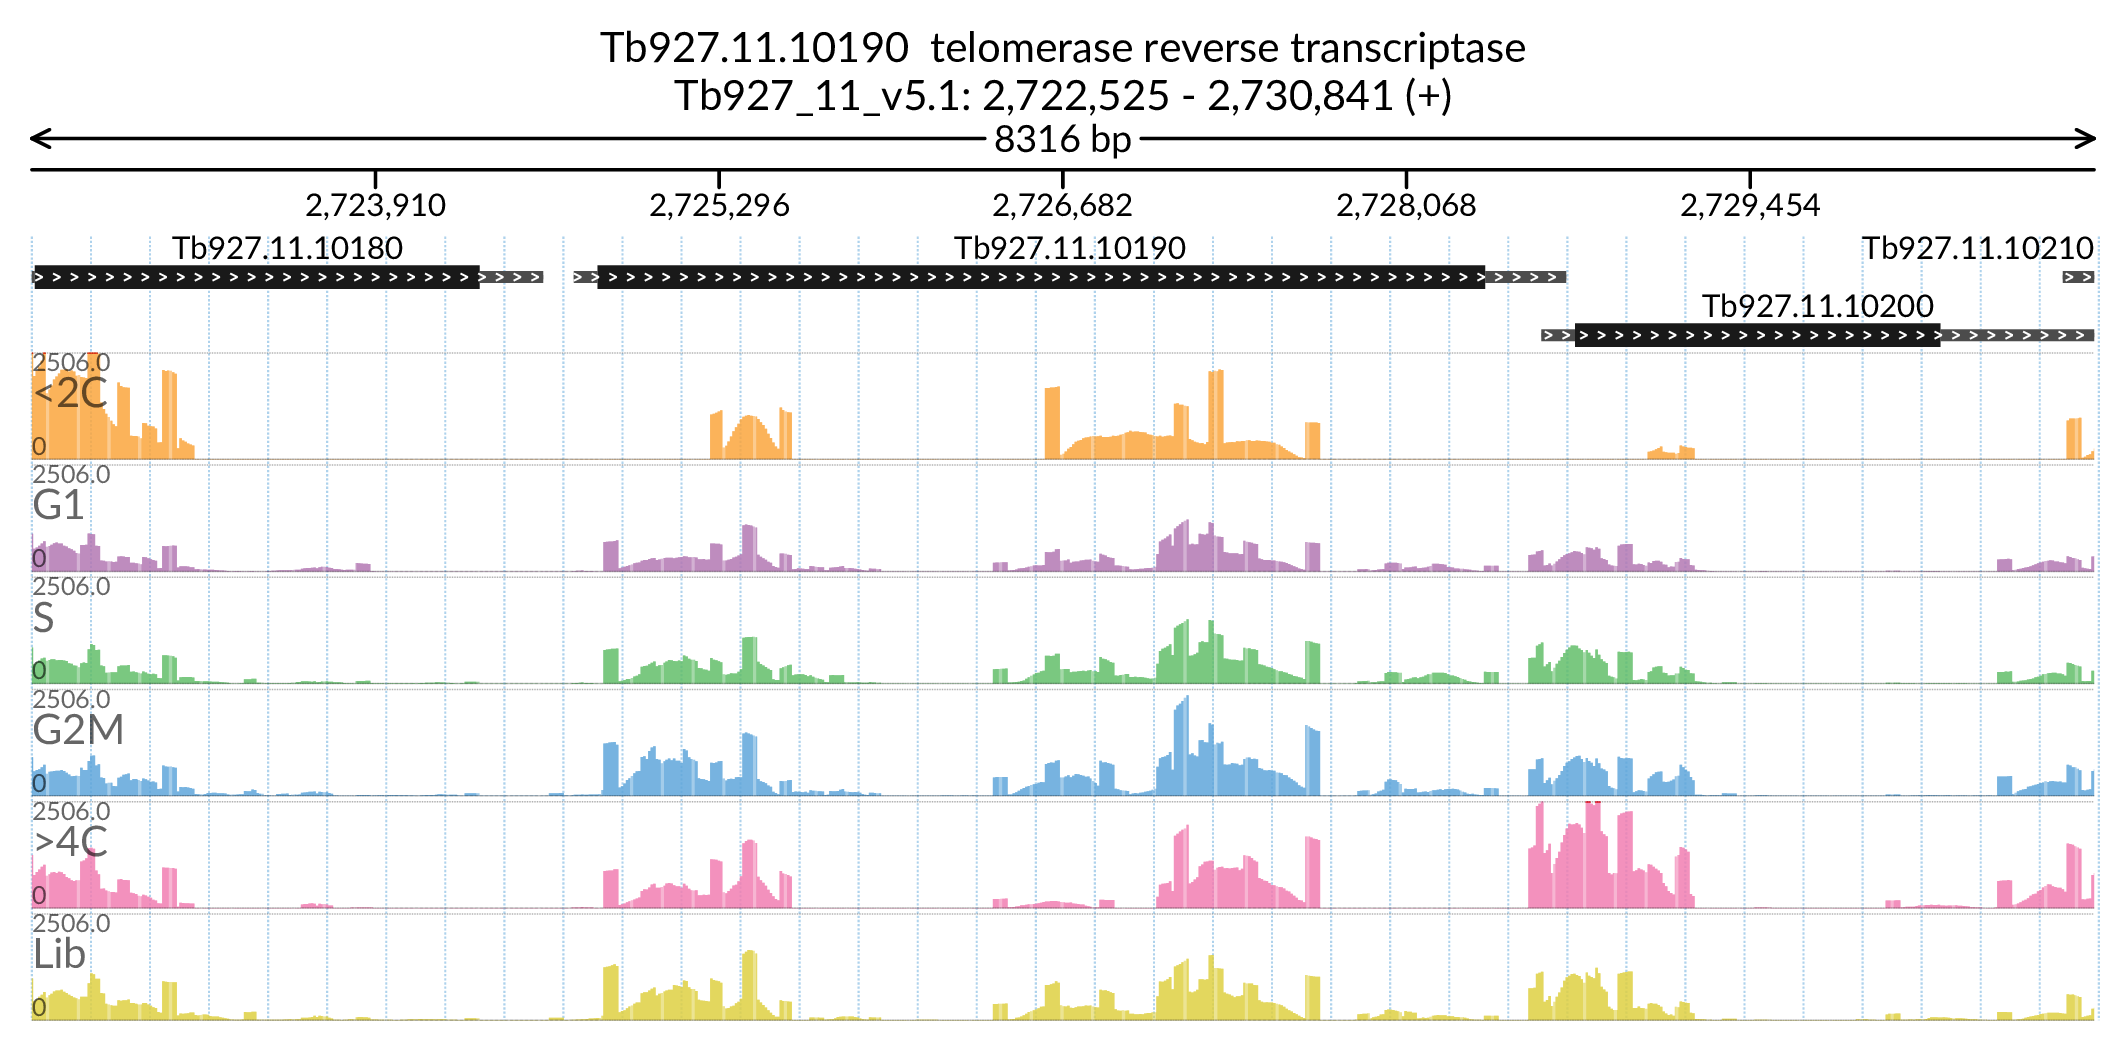 Tb927.11.10190  telomerase reverse transcriptase
Tb927_11_v5.1: 2,722,525 - 2,730,841 (+)
8316 bp
2,723,910 2,725,296 2,726,682 2,728,068 2,729,454
Tb927.11.10180 Tb927.11.10190 Tb927.11.10210
Tb927.11.10200
2506.0
<2C
0
2506.0
G1
0
2506.0
S
0
2506.0
G2M
0
2506.0
>4C
0
2506.0
Lib
0